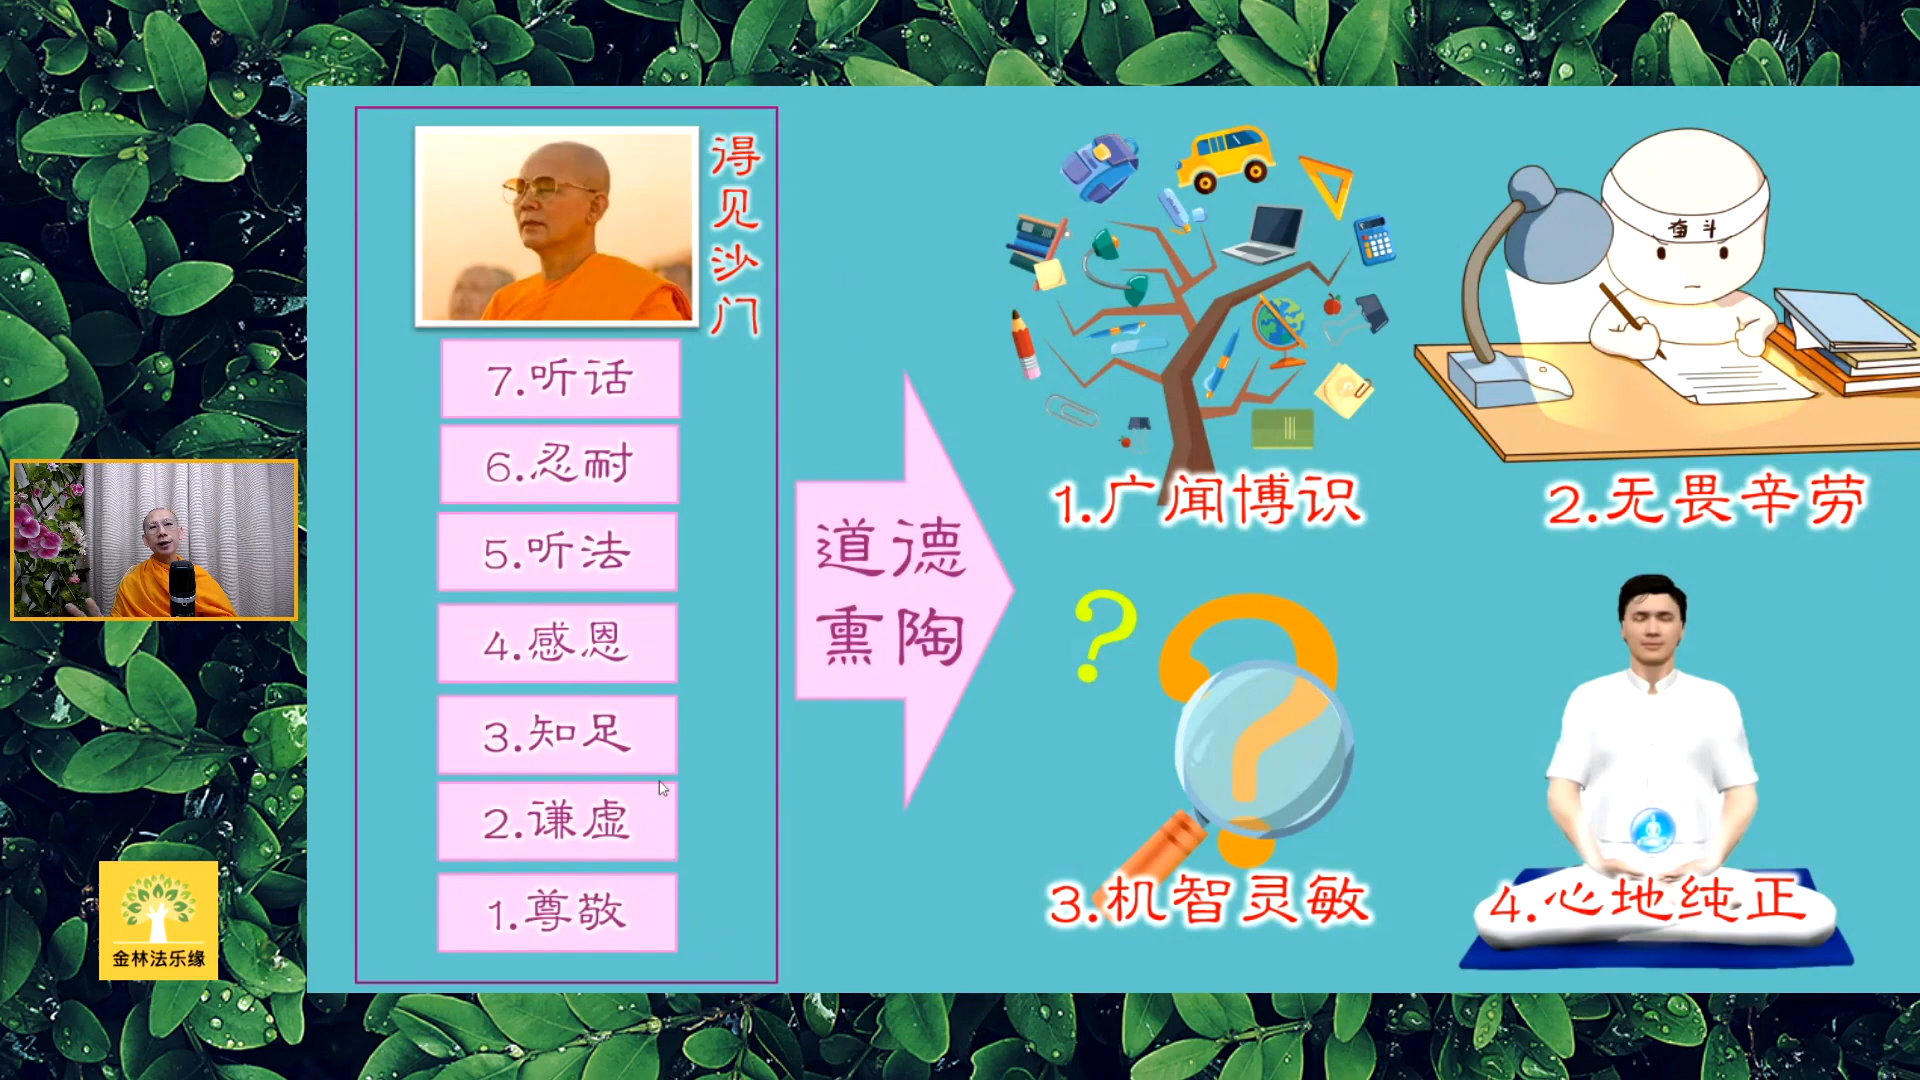 得见沙门
7.听话
6.忍耐
5.听法
4.感恩
3.知足
2.谦虚
1.尊敬
道德
熏陶
1.广闻博识
奋斗
2.无畏辛劳
?
3.机智灵敏
4.心地纯正
金林法乐缘